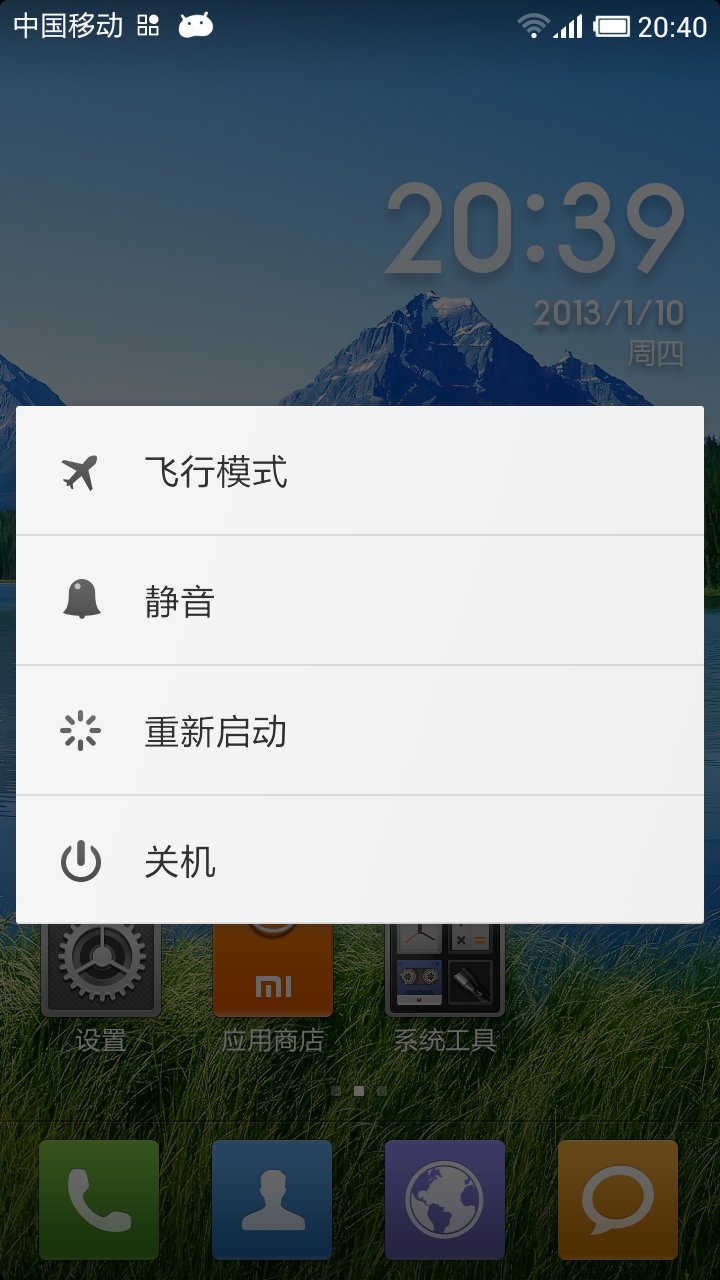 中国移动 20:40
20:39
2013/1/10
周四
飞行模式
静音
重新启动
关机
mi
设置 应用商店 系统工具